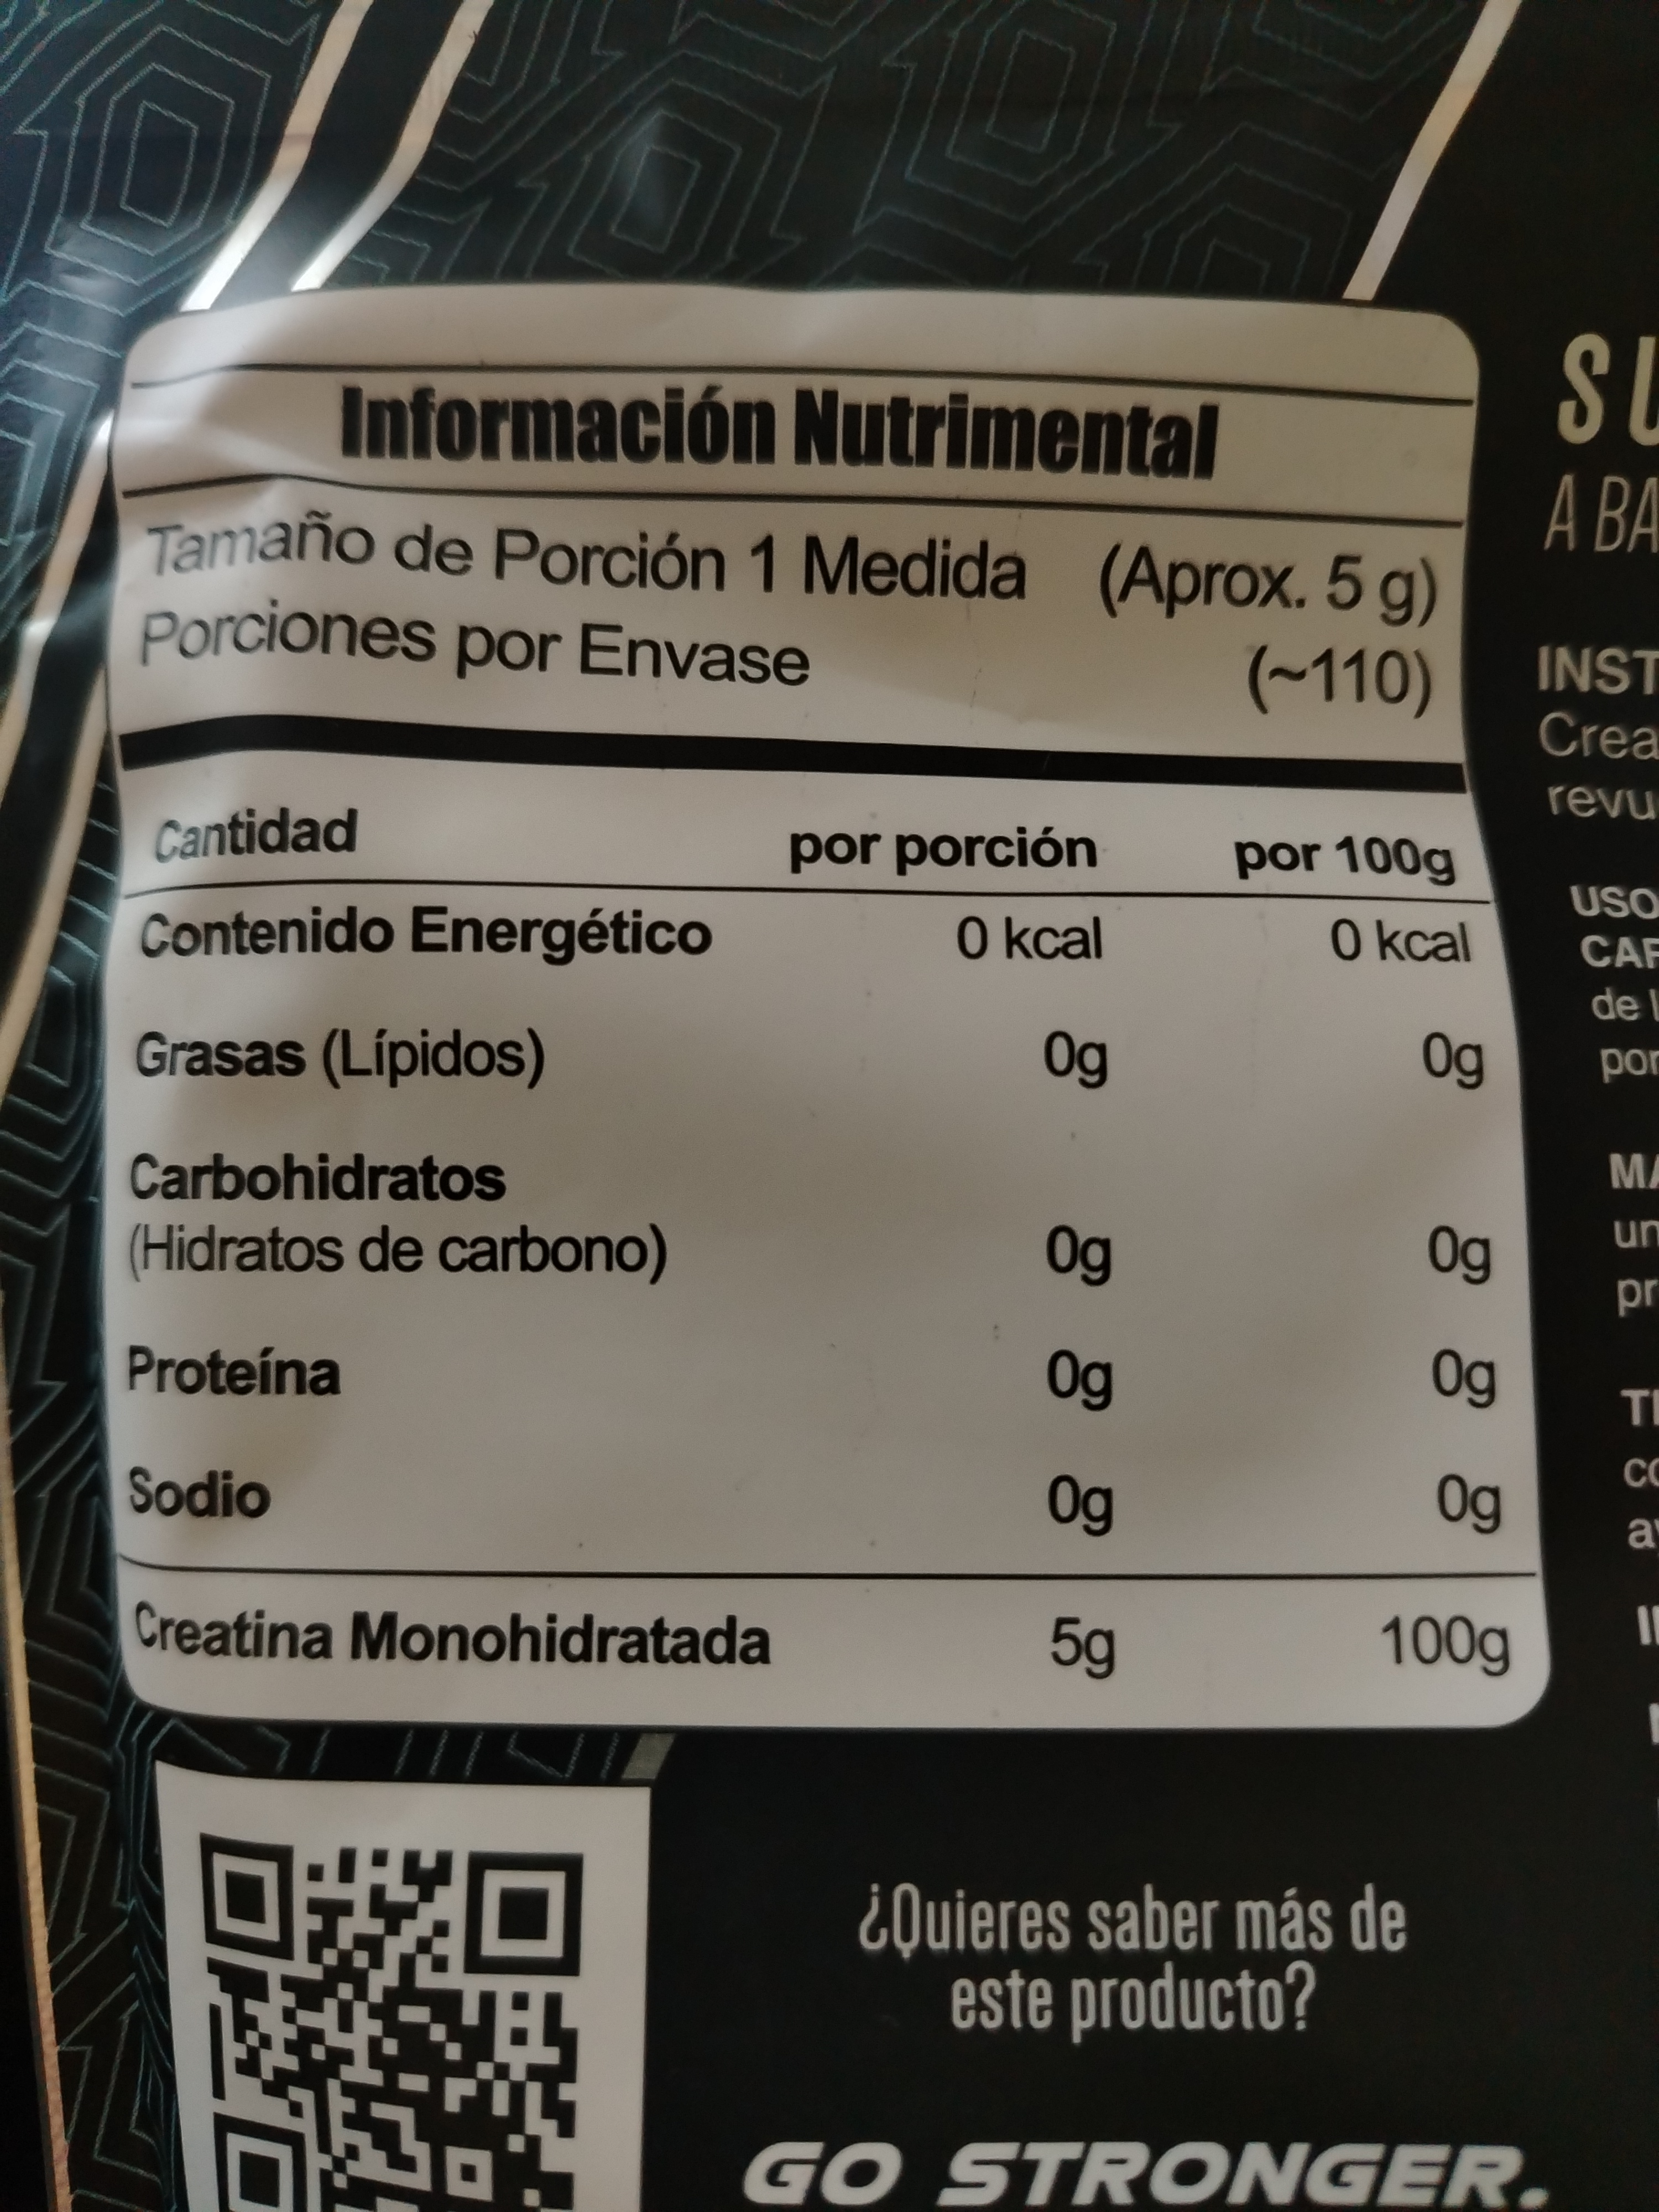 Información Nutrimental
Tamaño de Porción 1 Medida (Aprox. 5 g)
Porciones por Envase (~110)
Cantidad por porción por 100g
Contenido Energético 0 kcal 0 kcal
Grasas (Lípidos) 0g 0g
Carbohidratos
(Hidratos de carbono) 0g 0g
Proteína 0g 0g
Sodio 0g 0g
Creatina Monohidratada 5g 100g
¿Quieres saber más de
este producto?
GO STRONGER.
A
USO
de